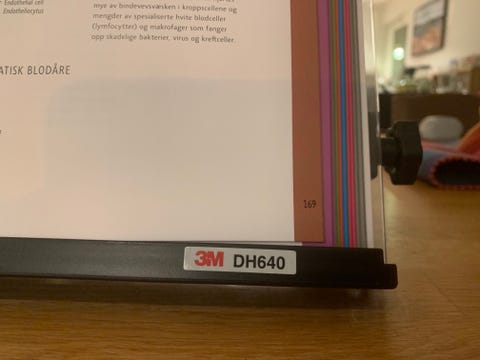 Endothelial cell
Endotheliocytus
nye av bindevevsvæsken i kroppscellene og
mengder av spesialiserte hvite blodceller
(lymfocytter) og makrofager som fanger
opp skadelige bakterier, virus og kreftceller.
ATISK BLODÅRE
169
3M DH640